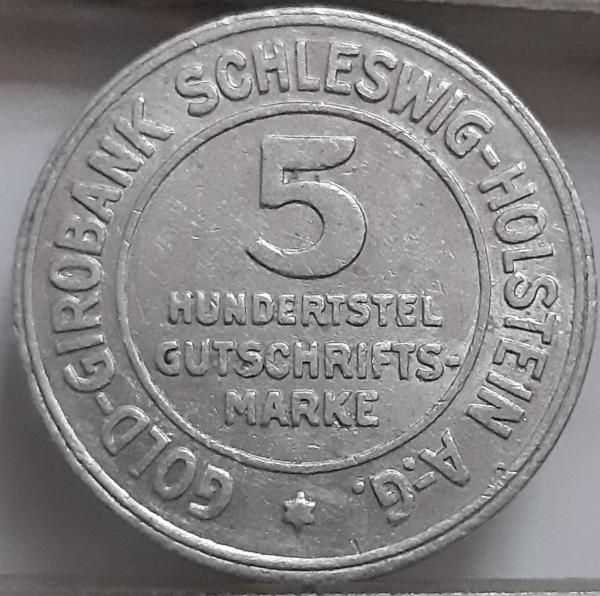 GOLD-GIROBANK SCHLESWIG-HOLSTEIN A.-G.
5
HUNDERTSTEL
GUTSCHRIFTS-
MARKE